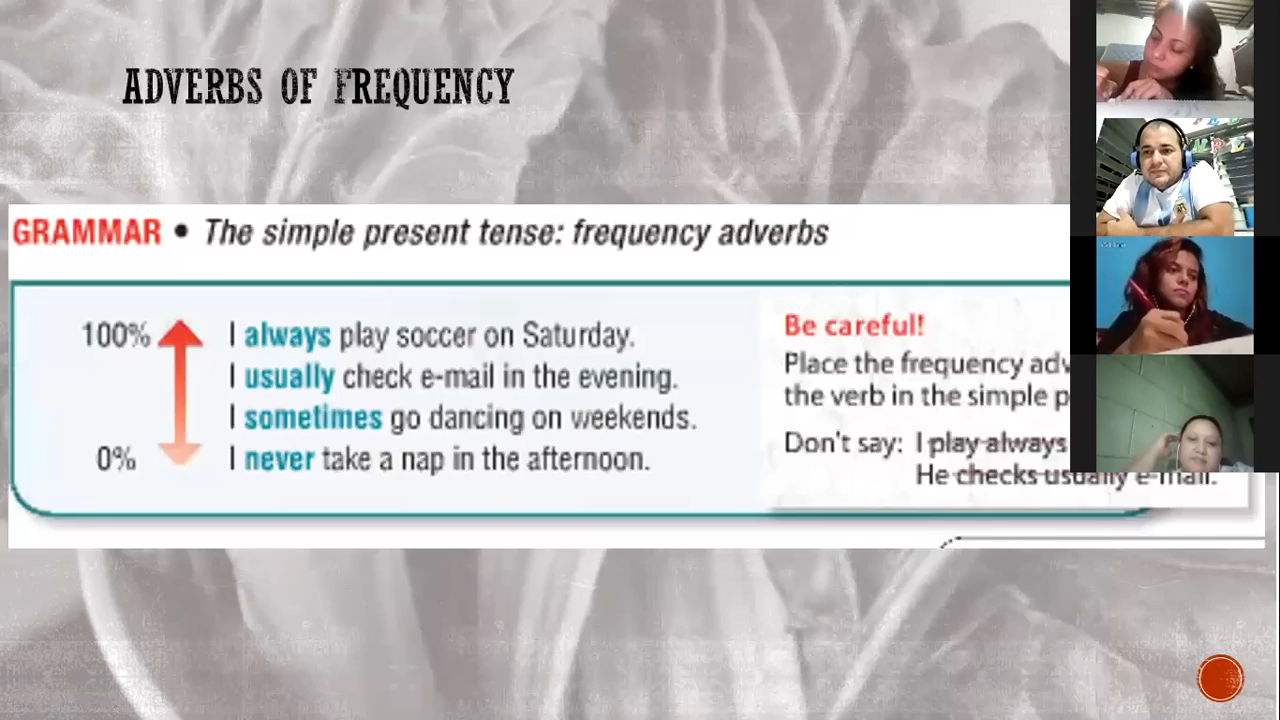 ADVERBS OF FREQUENCY
GRAMMAR • The simple present tense: frequency adverbs
100% I always play soccer on Saturday.
I usually check e-mail in the evening.
I sometimes go dancing on weekends.
0% I never take a nap in the afternoon.
Be careful!
Place the frequency adv
the verb in the simple p
Don't say: I play always
He checks usually e-mail.